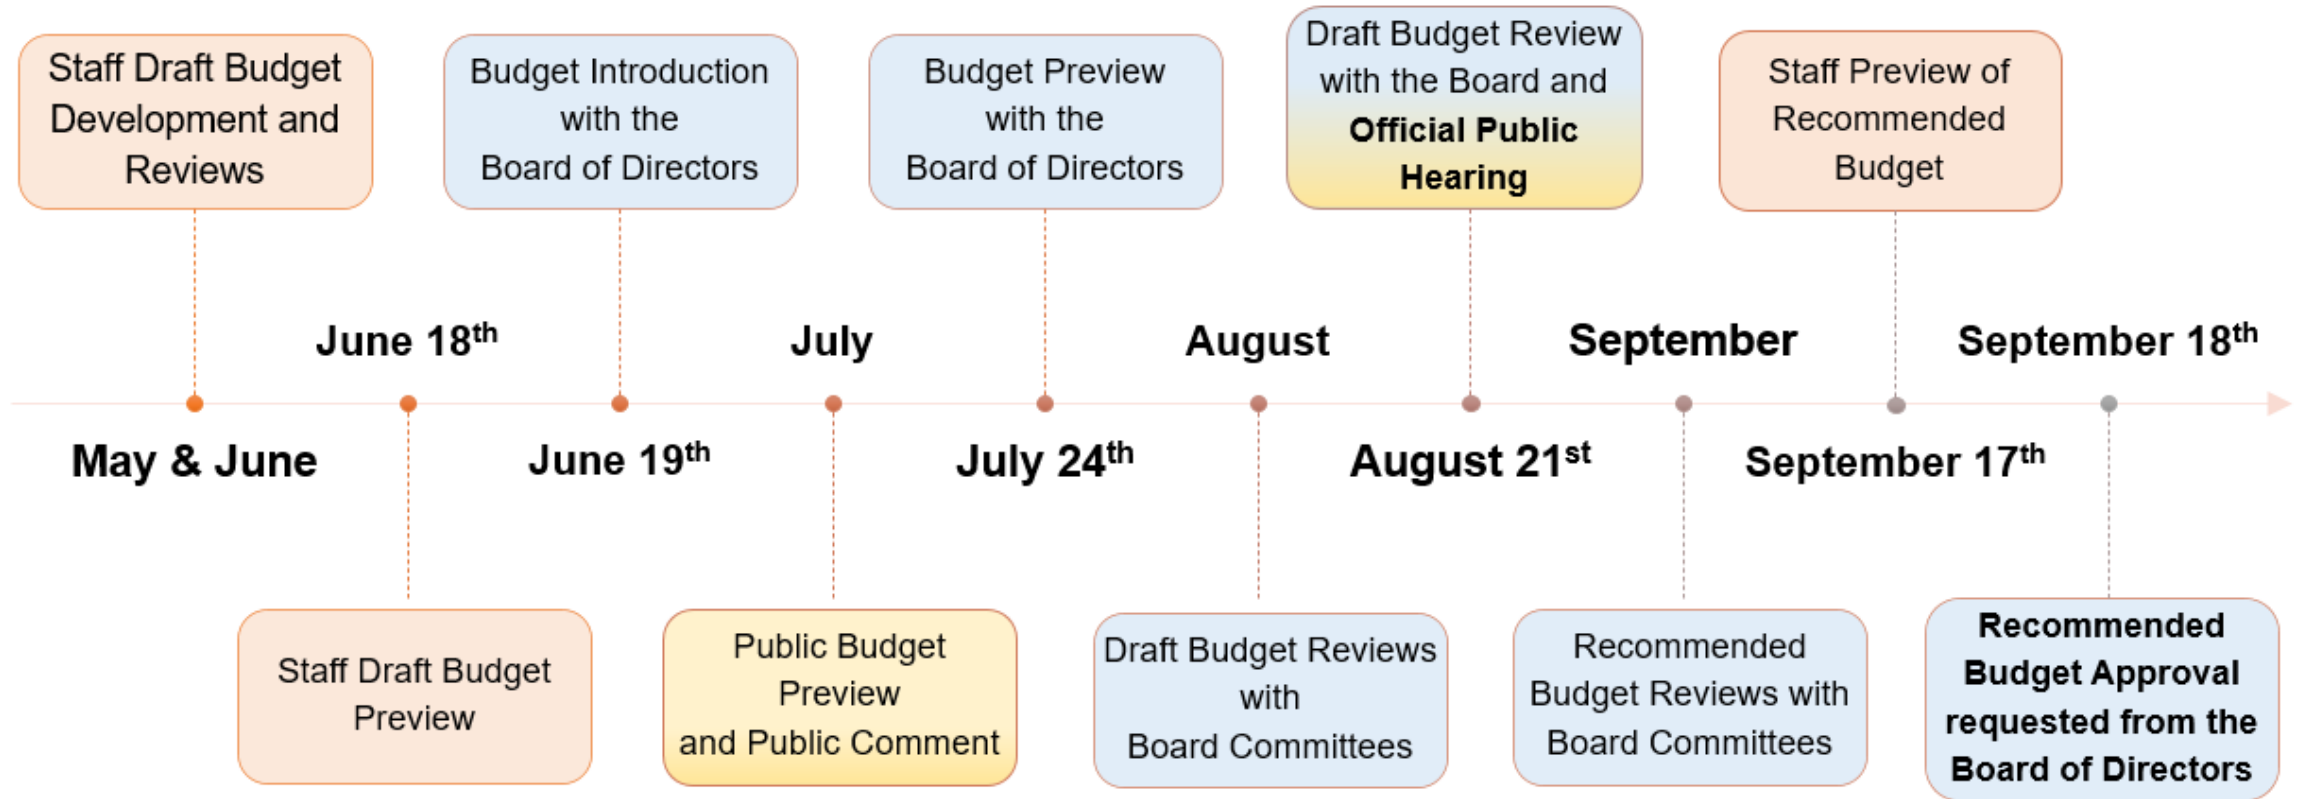 Staff Draft Budget
Development and
Reviews
Budget Introduction
with the
Board of Directors
Budget Preview
with the
Board of Directors
Draft Budget Review
with the Board and
Official Public
Hearing
Staff Preview of
Recommended
Budget
June 18th
July
August
September
September 18th
May & June
June 19th
July 24th
August 21st
September 17th
Staff Draft Budget
Preview
Public Budget
Preview
and Public Comment
Draft Budget Reviews
with
Board Committees
Recommended
Budget Reviews with
Board Committees
Recommended
Budget Approval
requested from the
Board of Directors